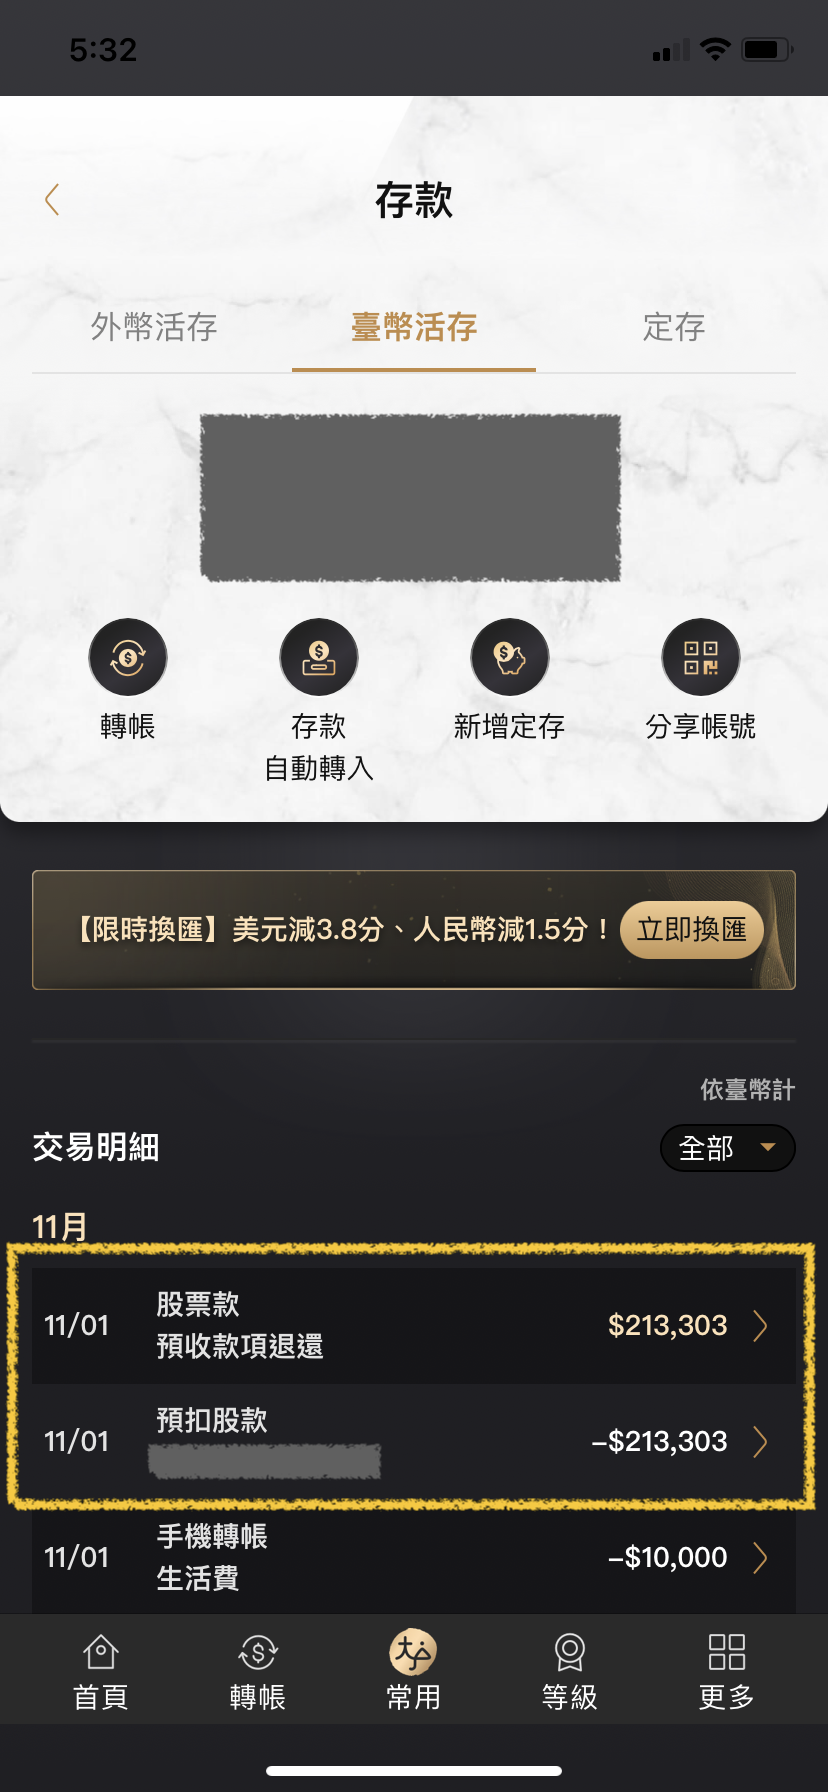 5:32
存款
外幣活存
臺幣活存
定存
轉帳
存款
自動轉入
新增定存
分享帳號
【限時換匯】美元減3.8分、人民幣減1.5分！
立即換匯
依臺幣計
交易明細
全部
11月
11/01
股票款
預收款項退還
$213,303
11/01
預扣股款
-$213,303
11/01
手機轉帳
生活費
-$10,000
首頁
轉帳
大戶
常用
等級
更多